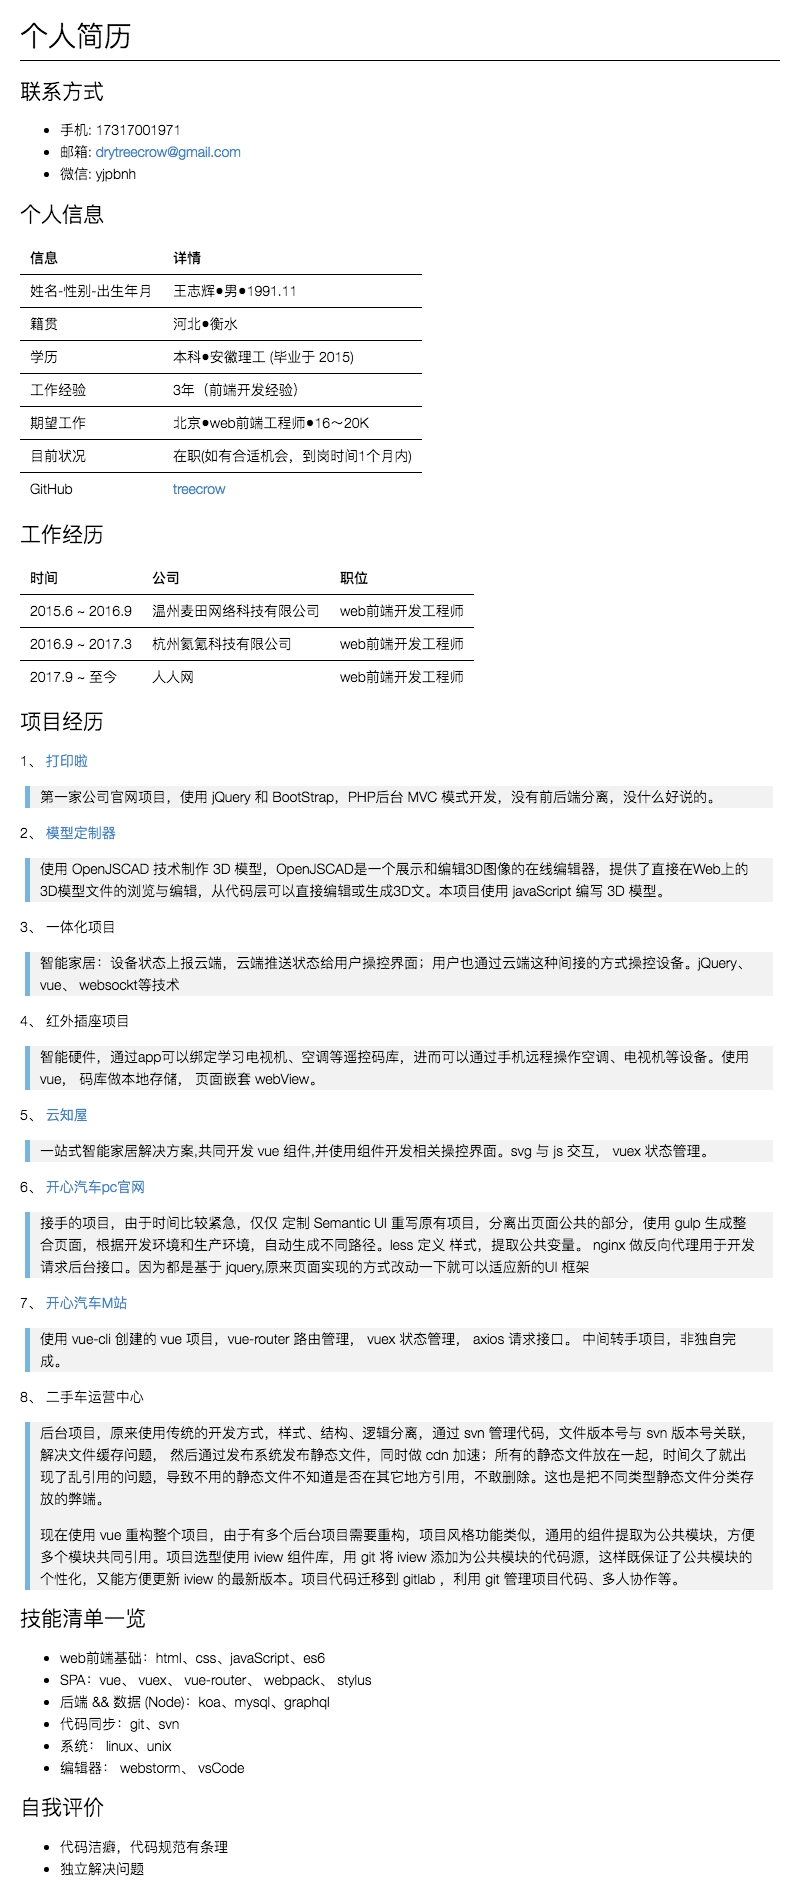 个人简历
联系方式
手机: 17317001971
邮箱: drytreecrow@gmail.com
微信: yjpbnh
个人信息
信息 详情
姓名-性别-出生年月 王志辉●男●1991.11
籍贯 河北●衡水
学历 本科●安徽理工 (毕业于 2015)
工作经验 3年（前端开发经验）
期望工作 北京●web前端工程师●16～20K
目前状况 在职(如有合适机会，到岗时间1个月内)
GitHub treecrow
工作经历
时间 公司 职位
2015.6 ~ 2016.9 温州麦田网络科技有限公司 web前端开发工程师
2016.9 ~ 2017.3 杭州氦氪科技有限公司 web前端开发工程师
2017.9 ~ 至今 人人网 web前端开发工程师
项目经历
1、 打印啦
第一家公司官网项目，使用 jQuery 和 BootStrap，PHP后台 MVC 模式开发，没有前后端分离，没什么好说的。
2、 模型定制器
使用 OpenJSCAD 技术制作 3D 模型，OpenJSCAD是一个展示和编辑3D图像的在线编辑器，提供了直接在Web上的
3D模型文件的浏览与编辑，从代码层可以直接编辑或生成3D文。本项目使用 javaScript 编写 3D 模型。
3、 一体化项目
智能家居：设备状态上报云端，云端推送状态给用户操控界面；用户也通过云端这种间接的方式操控设备。jQuery、
vue、 websockt等技术
4、 红外插座项目
智能硬件，通过app可以绑定学习电视机、空调等遥控码库，进而可以通过手机远程操作空调、电视机等设备。使用
vue， 码库做本地存储， 页面嵌套 webView。
5、 云知屋
一站式智能家居解决方案,共同开发 vue 组件,并使用组件开发相关操控界面。svg 与 js 交互， vuex 状态管理。
6、 开心汽车pc官网
接手的项目，由于时间比较紧急，仅仅 定制 Semantic UI 重写原有项目，分离出页面公共的部分，使用 gulp 生成整
合页面，根据开发环境和生产环境，自动生成不同路径。less 定义 样式，提取公共变量。 nginx 做反向代理用于开发
请求后台接口。因为都是基于 jquery,原来页面实现的方式改动一下就可以适应新的UI 框架
7、 开心汽车M站
使用 vue-cli 创建的 vue 项目，vue-router 路由管理， vuex 状态管理， axios 请求接口。 中间转手项目，非独自完
成。
8、 二手车运营中心
后台项目，原来使用传统的开发方式，样式、结构、逻辑分离，通过 svn 管理代码，文件版本号与 svn 版本号关联，
解决文件缓存问题， 然后通过发布系统发布静态文件，同时做 cdn 加速；所有的静态文件放在一起，时间久了就出
现了乱引用的问题，导致不用的静态文件不知道是否在其它地方引用，不敢删除。这也是把不同类型静态文件分类存
放的弊端。
现在使用 vue 重构整个项目，由于有多个后台项目需要重构，项目风格功能类似，通用的组件提取为公共模块，方便
多个模块共同引用。项目选型使用 iview 组件库，用 git 将 iview 添加为公共模块的代码源，这样既保证了公共模块的
个性化，又能方便更新 iview 的最新版本。项目代码迁移到 gitlab ，利用 git 管理项目代码、多人协作等。
技能清单一览
web前端基础：html、css、javaScript、es6
SPA：vue、 vuex、 vue-router、 webpack、 stylus
后端 && 数据 (Node)：koa、mysql、graphql
代码同步：git、svn
系统： linux、unix
编辑器： webstorm、 vsCode
自我评价
代码洁癖，代码规范有条理
独立解决问题